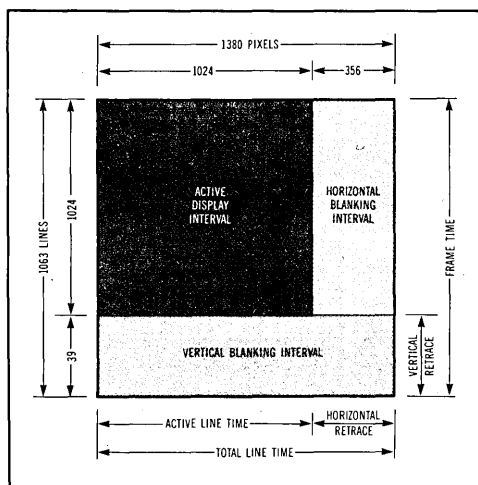 1380 PIXELS
1024
356
1063 LINES
1024
39
ACTIVE
DISPLAY
INTERVAL
HORIZONTAL
BLANKING
INTERVAL
FRAME TIME
VERTICAL BLANKING INTERVAL
VERTICAL
RETRACE
ACTIVE LINE TIME
HORIZONTAL
RETRACE
TOTAL LINE TIME